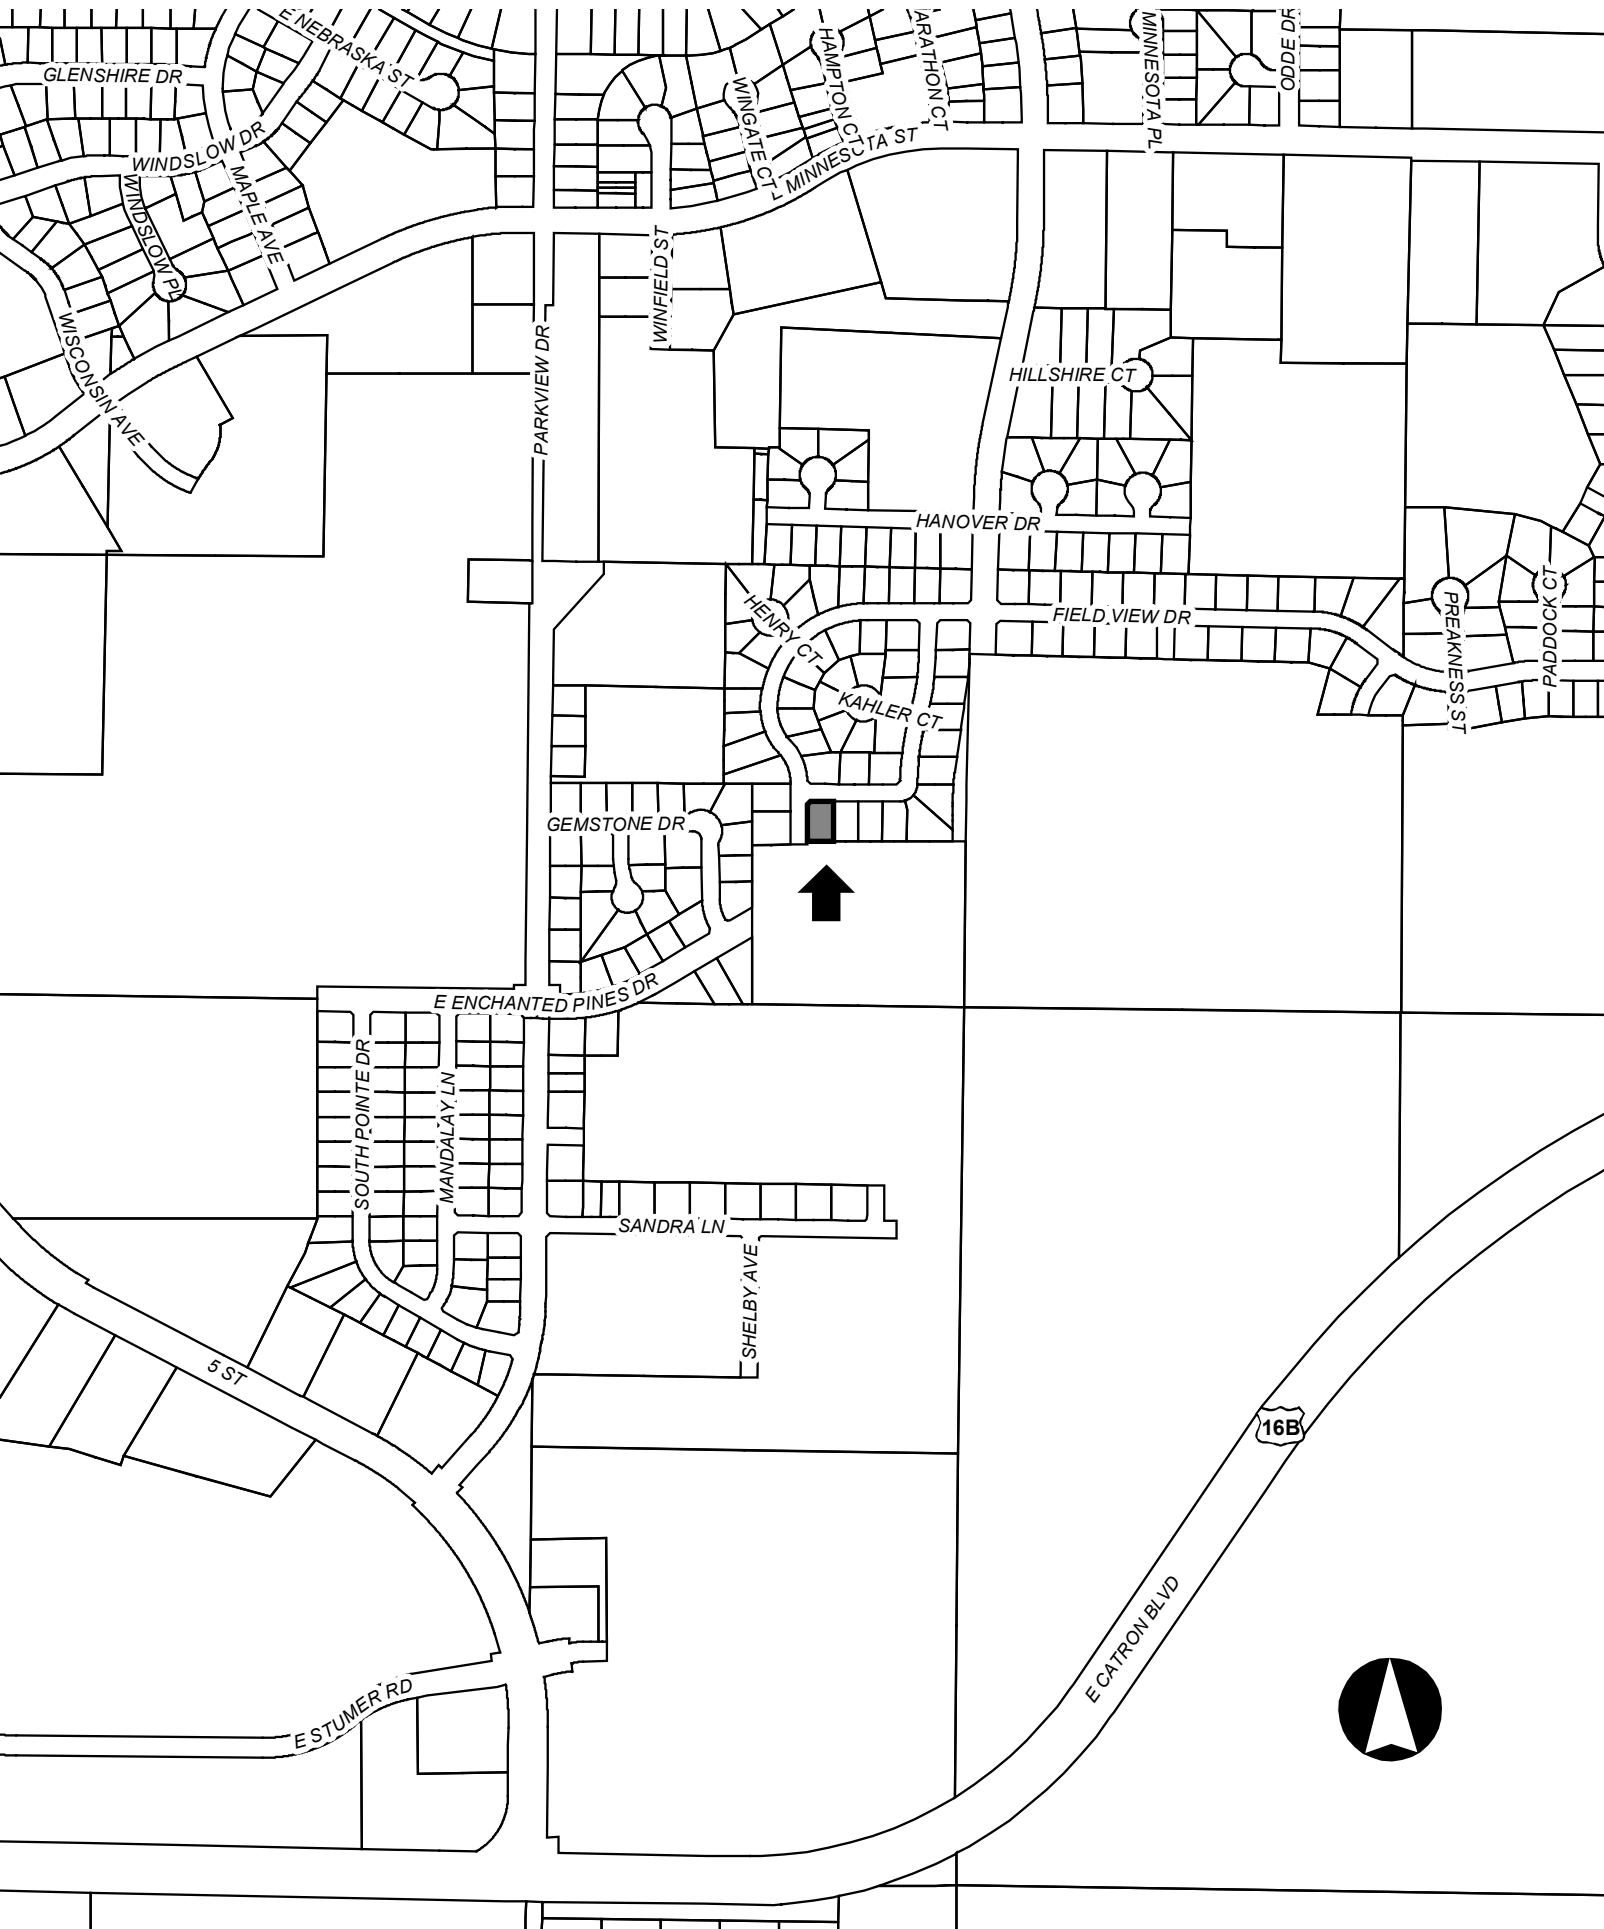 E NEBRASKA ST
GLENSHIRE DR
HAMPTON CT
MINNESOTA PL
WINGATE CT
WINDSLOW DR
MINNESOTA ST
MAPLE AVE
WINDSLOW PL
WINFIELD ST
WISCONSIN AVE
PARKVIEW DR
HILLSHIRE CT
HANOVER DR
HENRY CT
FIELD VIEW DR
PREAKNESS ST
PADDOCK CT
KAHLER CT
GEMSTONE DR
E ENCHANTED PINES DR
SOUTH POINTE DR
MANDALAY LN
SANDRA LN
SHELBY AVE
5 ST
16B
E CATRON BLVD
E STUMER RD